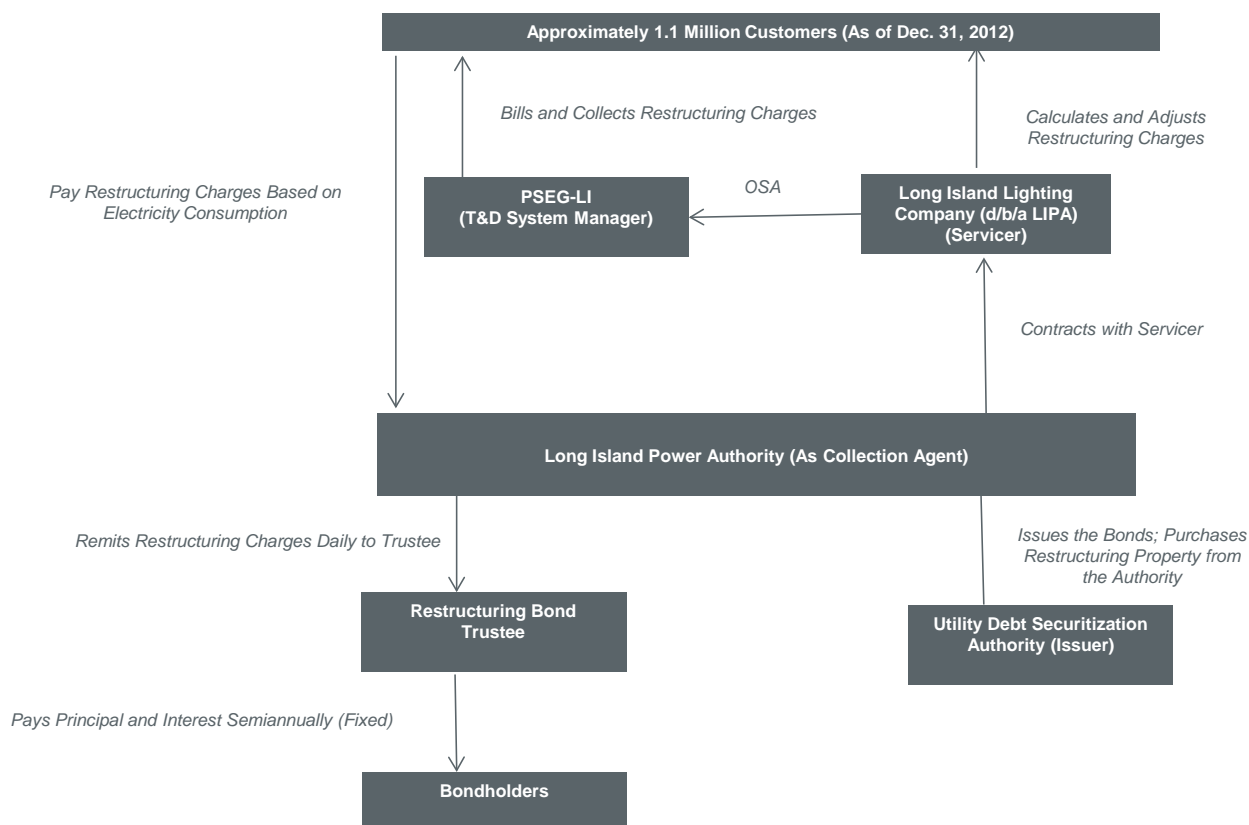 Approximately 1.1 Million Customers (As of Dec. 31, 2012)
Bills and Collects Restructuring Charges
Calculates and Adjusts
Restructuring Charges
Pay Restructuring Charges Based on
Electricity Consumption
PSEG-LI
(T&D System Manager)
OSA
Long Island Lighting
Company (d/b/a LIPA)
(Servicer)
Contracts with Servicer
Long Island Power Authority (As Collection Agent)
Remits Restructuring Charges Daily to Trustee
Issues the Bonds; Purchases
Restructuring Property from
the Authority
Restructuring Bond
Trustee
Utility Debt Securitization
Authority (Issuer)
Pays Principal and Interest Semiannually (Fixed)
Bondholders